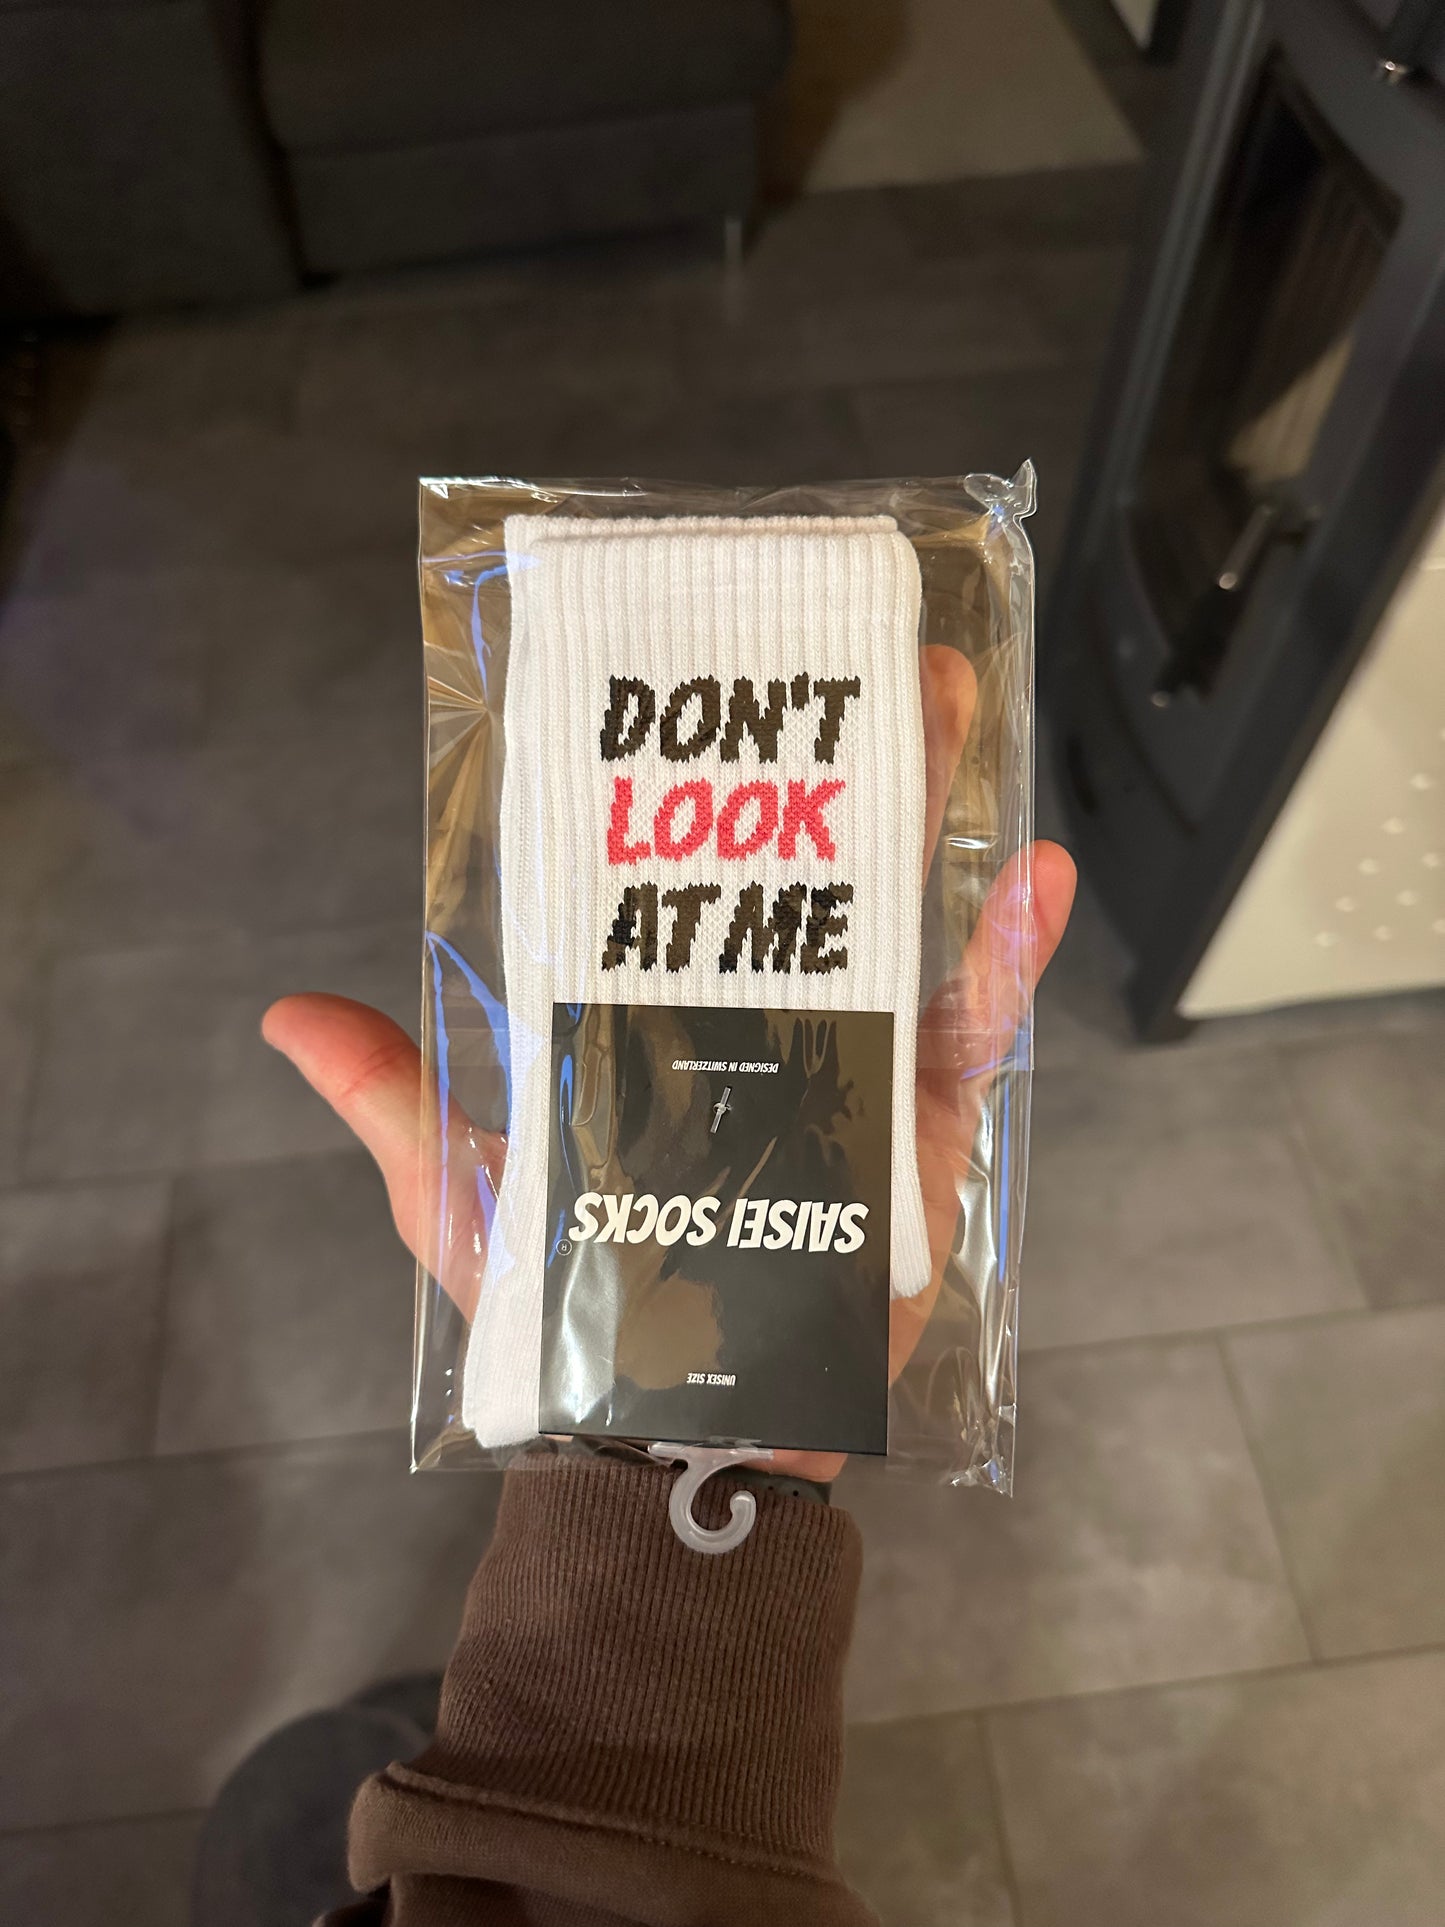 DON'T
LOOK
AT ME
DESIGNED IN SWITZERLAND
SAISEI SOCKS®
UNISEX SIZE